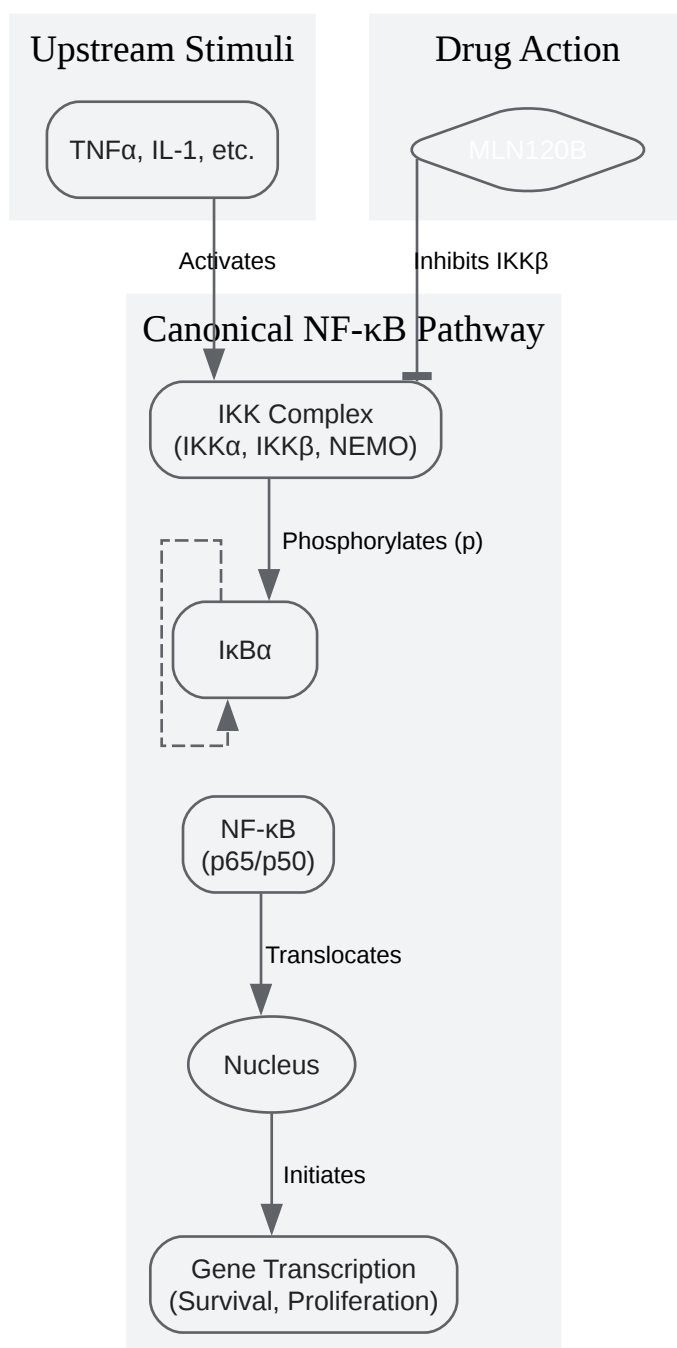 Upstream Stimuli
Drug Action
TNFα, IL-1, etc.
MLN120B
Activates
Inhibits IKKβ
Canonical NF-κB Pathway
IKK Complex
(IKKα, IKKβ, NEMO)
Phosphorylates (p)
IκBα
NF-κB
(p65/p50)
Translocates
Nucleus
Initiates
Gene Transcription
(Survival, Proliferation)